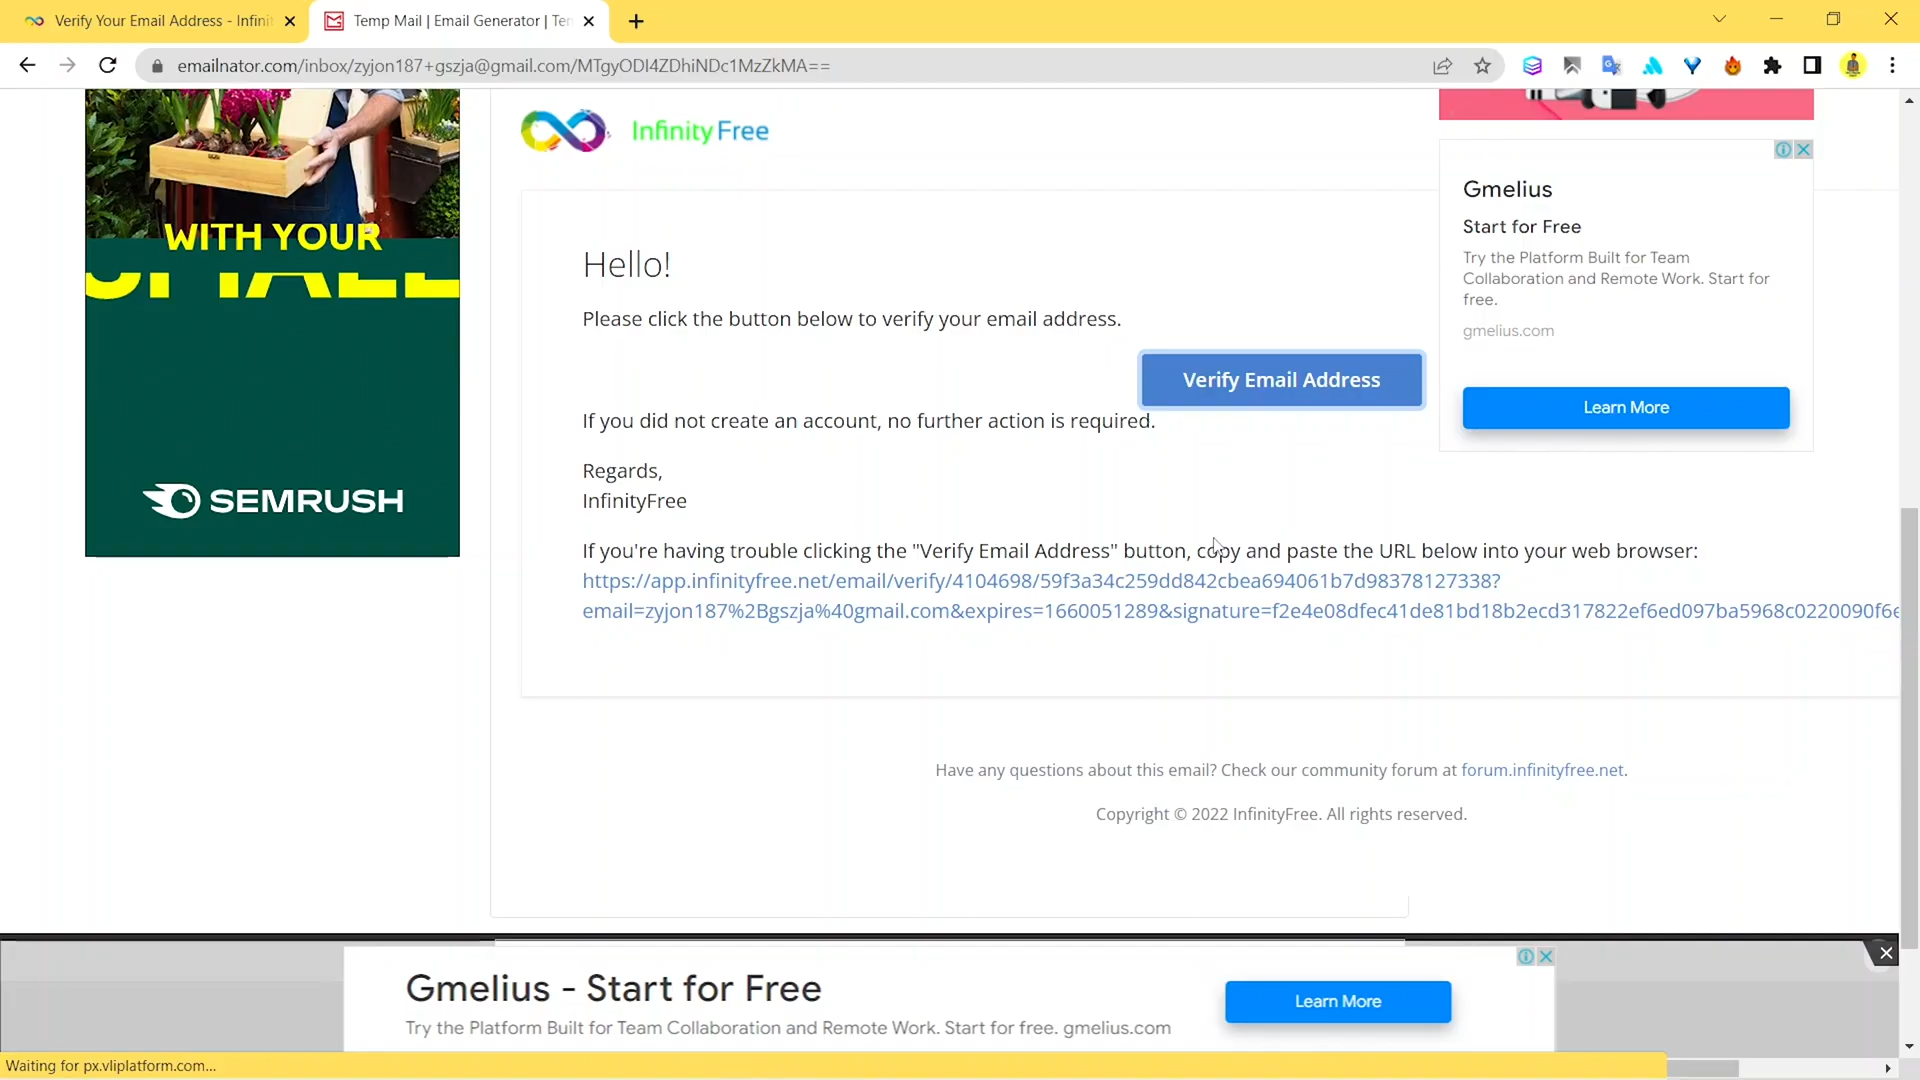 Verify Your Email Address - Infini
Temp Mail | Email Generator | Ten
emailnator.com/inbox/zyjon187+gszja@gmail.com/MTgyODI4ZDhiNDc1MzZkMA==
WITH YOUR
SEMRUSH
Infinity Free
Hello!
Please click the button below to verify your email address.
Verify Email Address
If you did not create an account, no further action is required.
Regards,
InfinityFree
If you're having trouble clicking the "Verify Email Address" button, copy and paste the URL below into your web browser:
https://app.infinityfree.net/email/verify/4104698/59f3a34c259dd842cbea694061b7d98378127338?
email=zyjon187%2Bgszja%40gmail.com&expires=1660051289&signature=f2e4e08dfec41de81bd18b2ecd317822ef6ed097ba5968c0220090f6e
Gmelius
Start for Free
Try the Platform Built for Team
Collaboration and Remote Work. Start for
free.
gmelius.com
Learn More
Have any questions about this email? Check our community forum at forum.infinityfree.net.
Copyright © 2022 InfinityFree. All rights reserved.
Gmelius - Start for Free
Try the Platform Built for Team Collaboration and Remote Work. Start for free. gmelius.com
Learn More
Waiting for px.vliplatform.com...